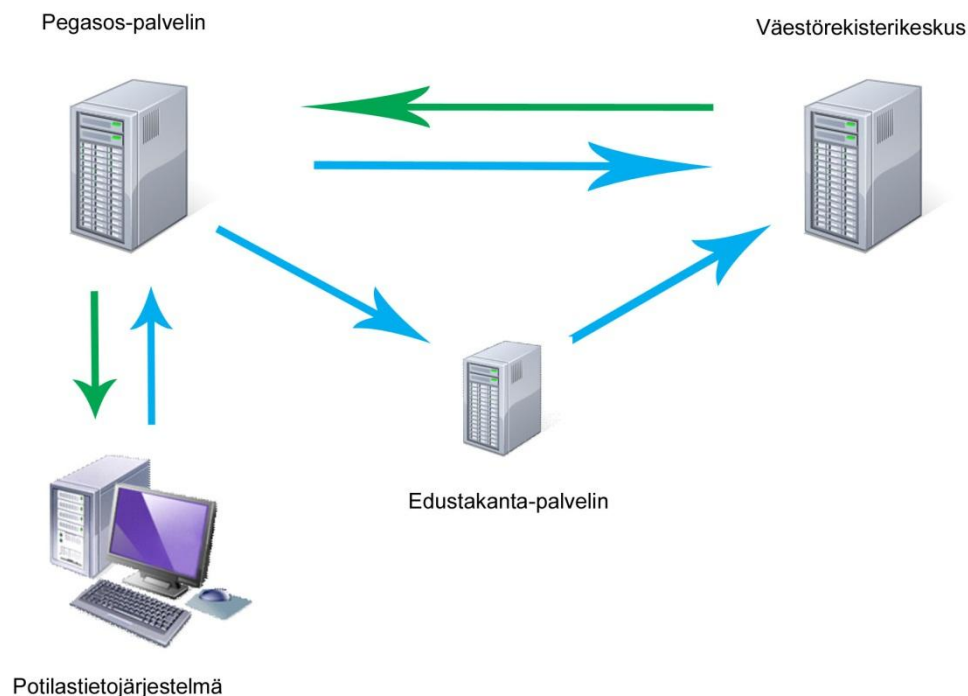 Pegasos-palvelin
Väestörekisterikeskus
Edustakanta-palvelin
Potilastietojärjestelmä